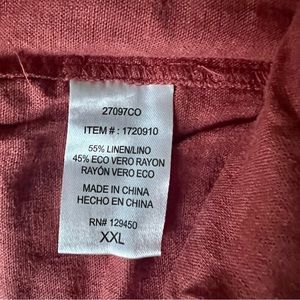 27097CO
ITEM # : 1720910
55% LINEN/LINO
45% ECO VERO RAYON
RAYÓN VERO ECO
MADE IN CHINA
HECHO EN CHINA
RN# 129450
XXL